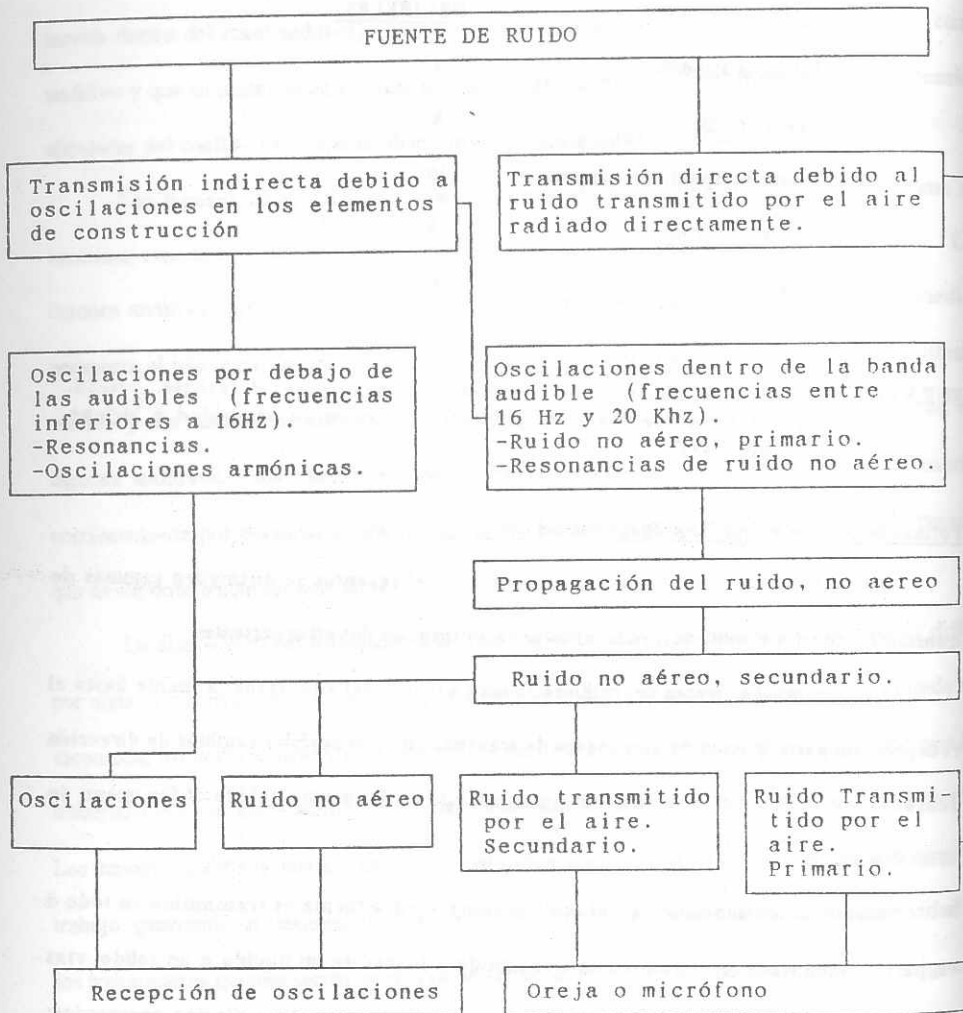 FUENTE DE RUIDO
Transmisión indirecta debido a
oscilaciones en los elementos
de construcción
Transmisión directa debido al
ruido transmitido por el aire
radiado directamente.
Oscilaciones por debajo de
las audibles (frecuencias
inferiores a 16Hz).
-Resonancias.
-Oscilaciones armónicas.
Oscilaciones dentro de la banda
audible (frecuencias entre
16 Hz y 20 Khz).
-Ruido no aéreo, primario.
-Resonancias de ruido no aéreo.
Propagación del ruido, no aereo
Ruido no aéreo, secundario.
Oscilaciones
Ruido no aéreo
Ruido transmitido
por el aire.
Secundario.
Ruido Transmi-
tido por el
aire.
Primario.
Recepción de oscilaciones
Oreja o micrófono